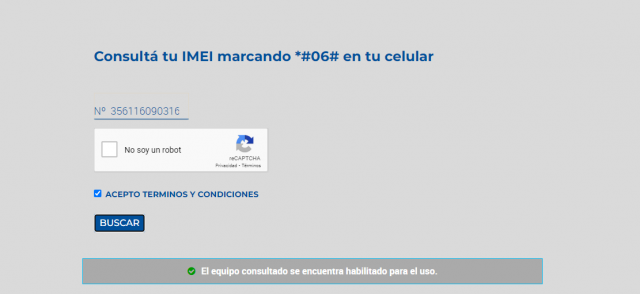 Consultá tu IMEI marcando *#06# en tu celular
Nº 356116090316
No soy un robot
reCAPTCHA
Privacidad - Términos
ACEPTO TERMINOS Y CONDICIONES
BUSCAR
El equipo consultado se encuentra habilitado para el uso.